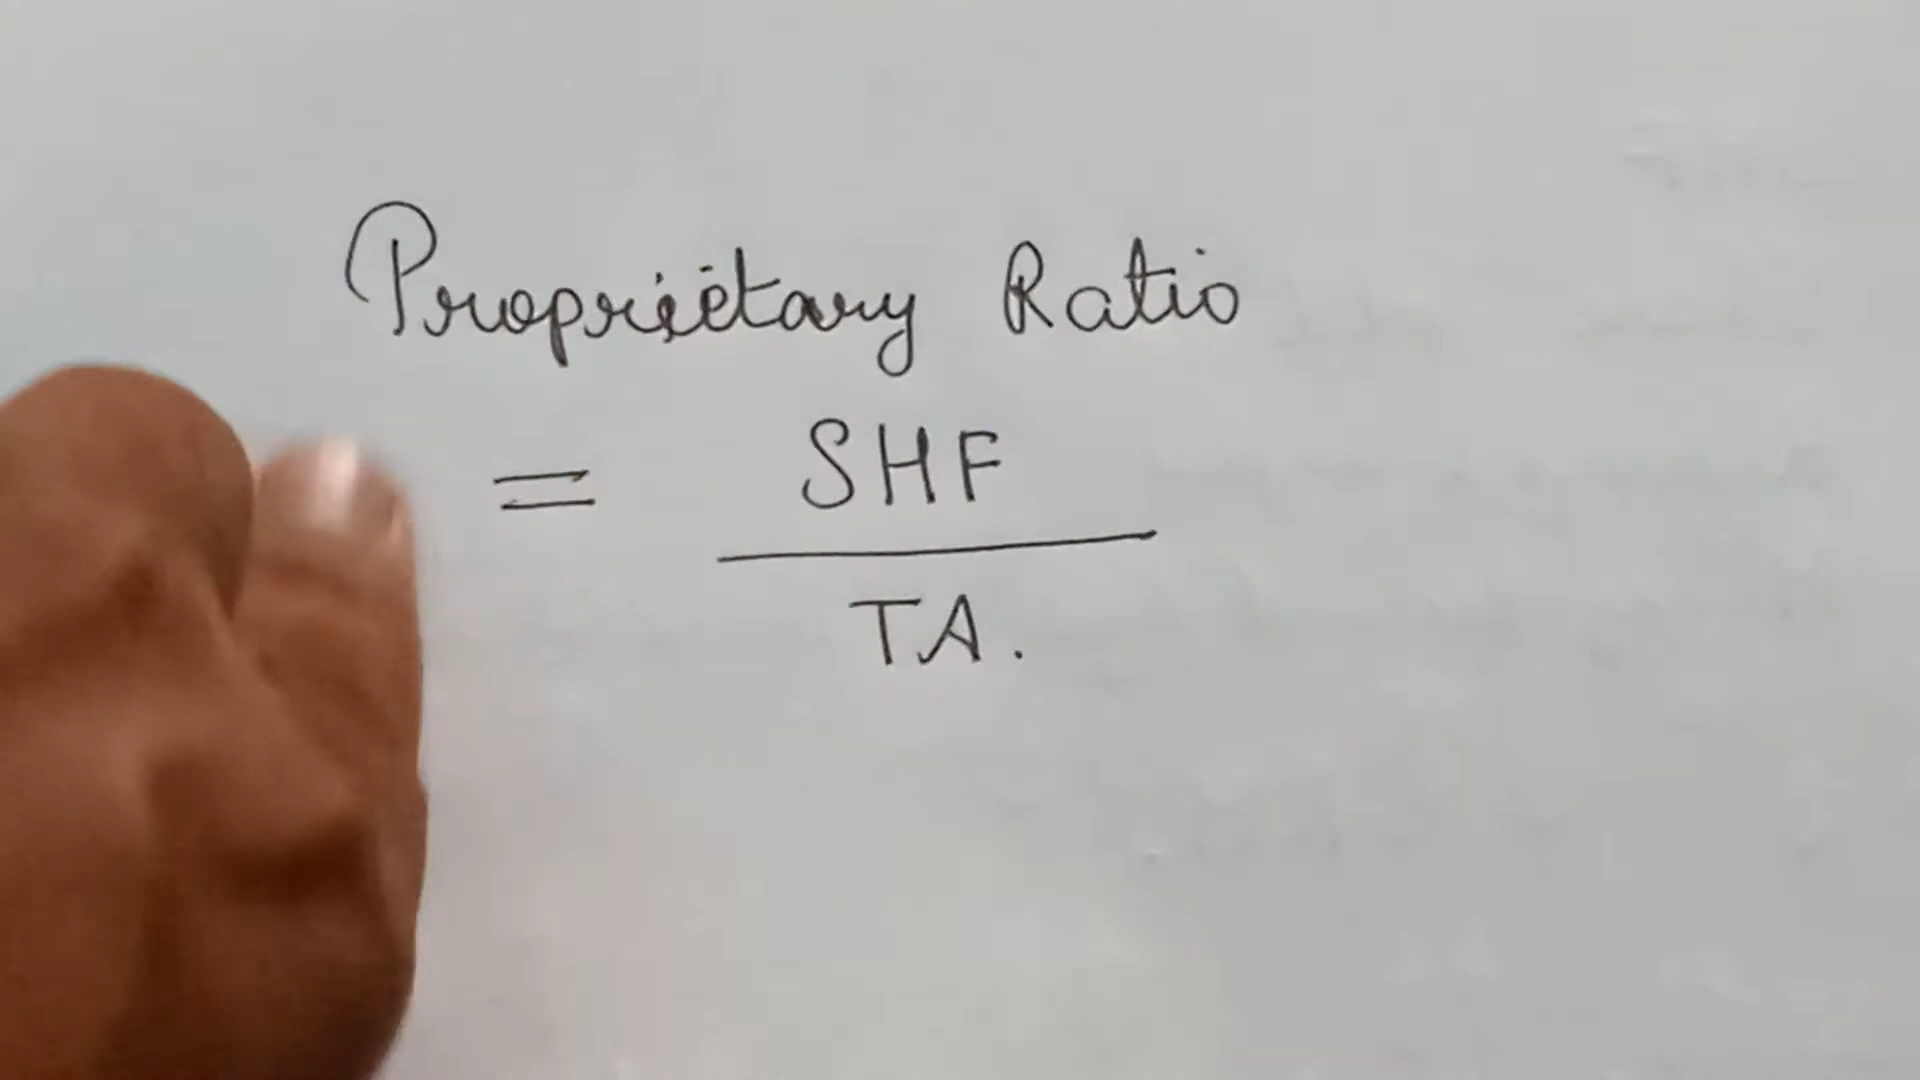 Proprietary Ratio
= SHF
TA.